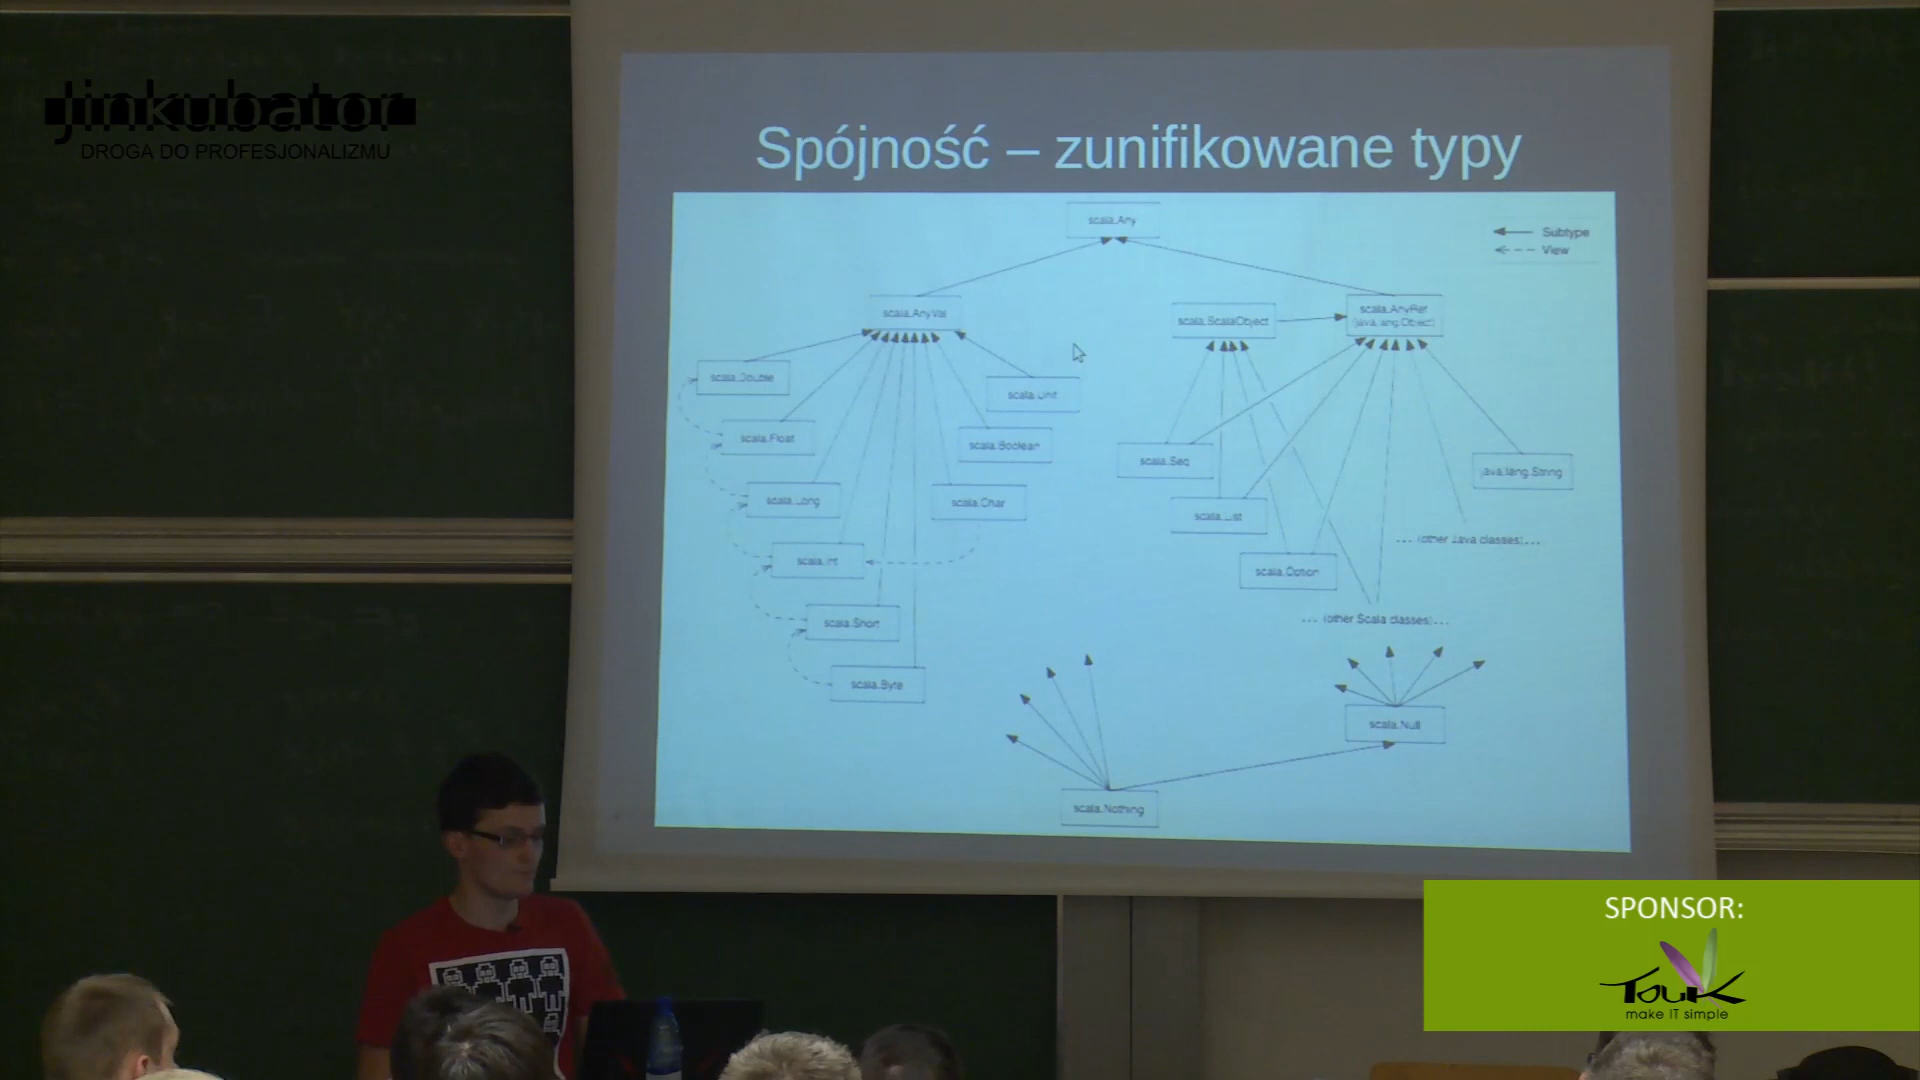 Jinkubator
DROGA DO PROFESJONALIZMU
Spójność – zunifikowane typy
scala.Any
Subtype
View
scala.AnyVal
scala.ScalaObject
scala.AnyRef
(java.lang.Object)
scala.Double
scala.Unit
scala.Float
scala.Boolean
scala.Seq
java.lang.String
scala.Long
scala.Char
scala.List
... (other Java classes)...
scala.Int
scala.Option
scala.Short
... (other Scala classes)...
scala.Byte
scala.Null
scala.Nothing
SPONSOR:
TouK
make IT simple